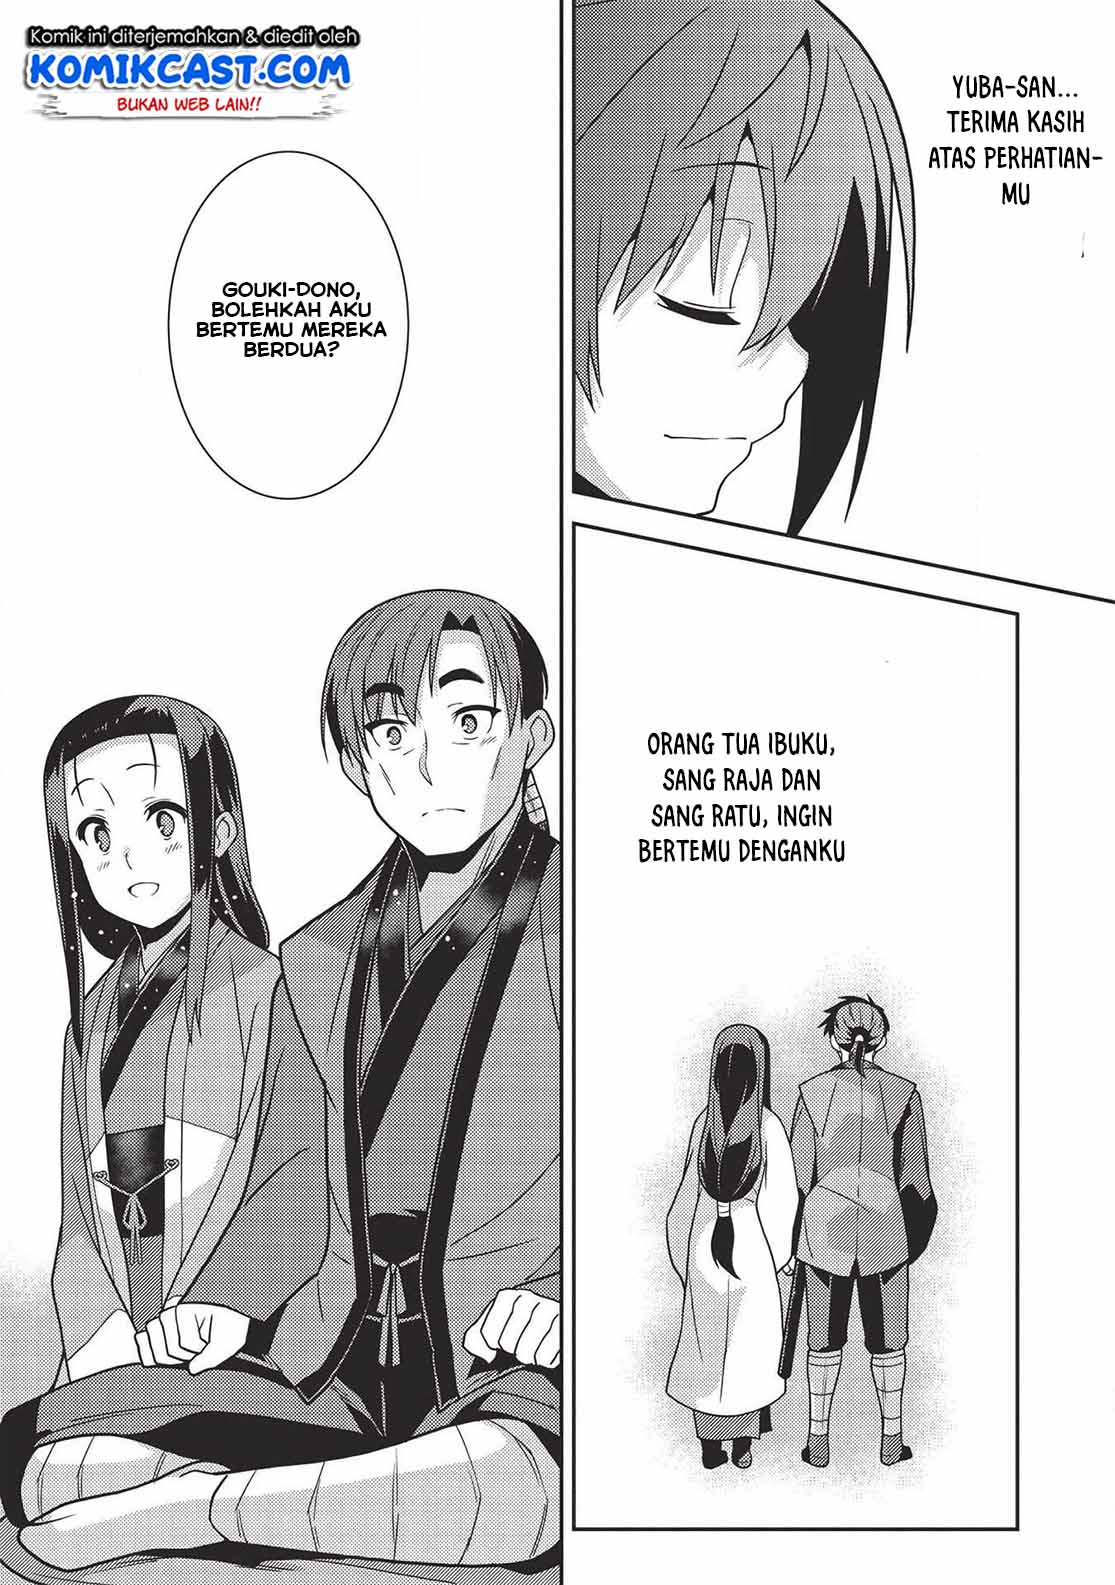 Komik ini diterjemahkan & diedit oleh
KOMIKCAST.COM
BUKAN WEB LAIN!!
YUBA-SAN...
TERIMA KASIH
ATAS PERHATIAN-
MU
ORANG TUA IBUKU,
SANG RAJA DAN
SANG RATU, INGIN
BERTEMU DENGANKU
GOUKI-DONO,
BOLEHKAH AKU
BERTEMU MEREKA
BERDUA?